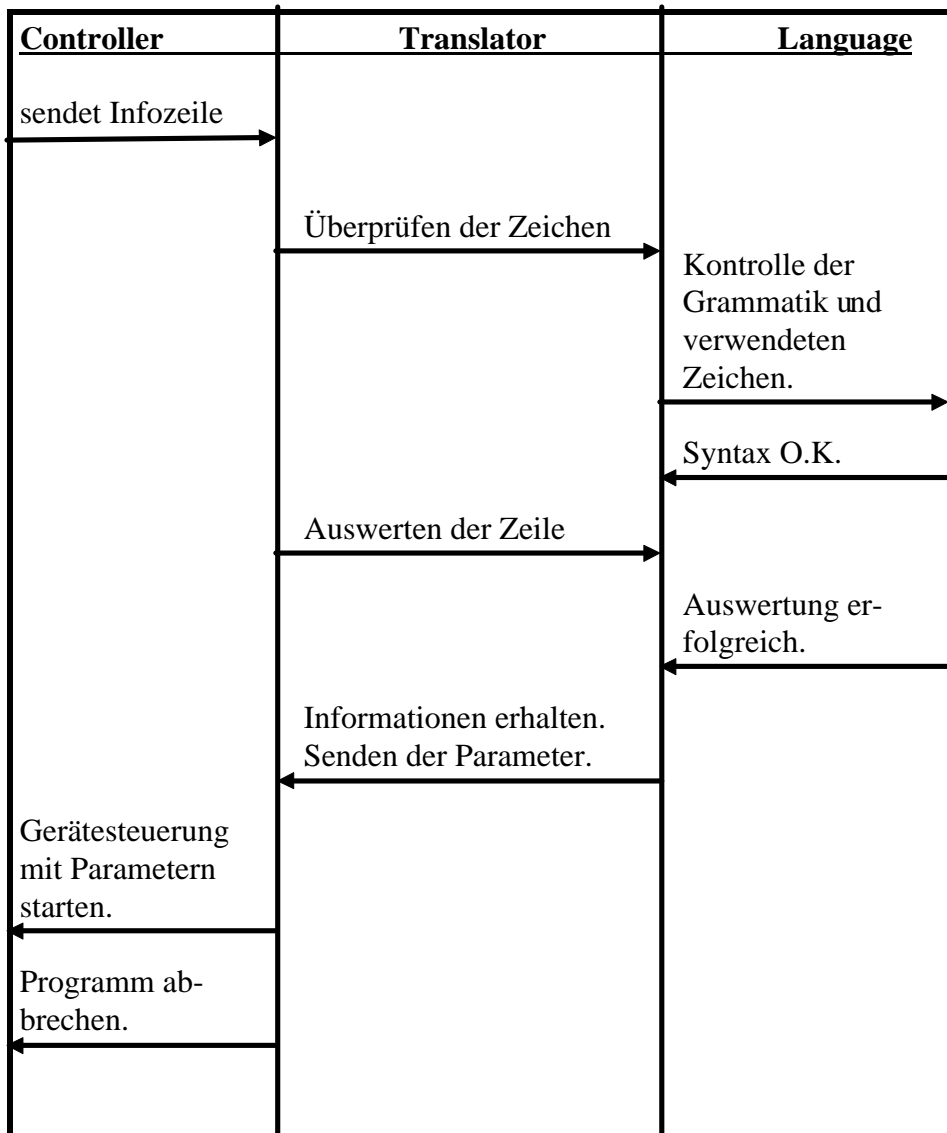 Controller Translator Language
sendet Infozeile
Überprüfen der Zeichen
Kontrolle der
Grammatik und
verwendeten
Zeichen.
Syntax O.K.
Auswerten der Zeile
Auswertung er-
folgreich.
Informationen erhalten.
Senden der Parameter.
Gerätesteuerung
mit Parametern
starten.
Programm ab-
brechen.